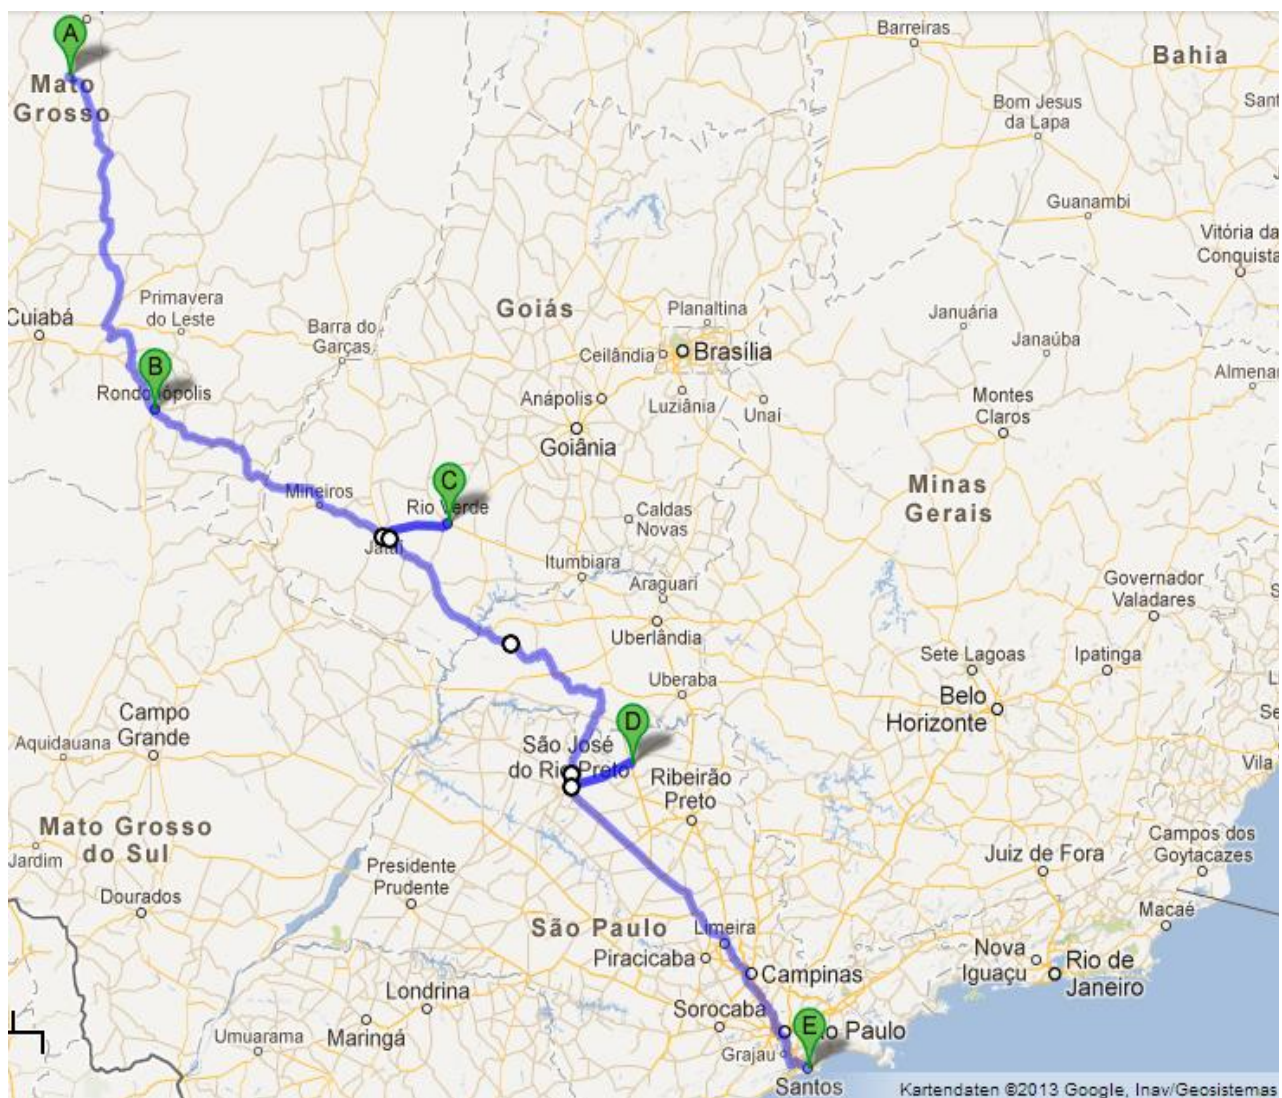 A
Mato
Grosso
Barreiras
Bahia
Bom Jesus
da Lapa
Sant
Guanambi
Vitória da
Conquista
Cuiabá
Primavera
do Leste
Barra do
Garças
Goiás
Planaltina
Ceilândia
Brasília
Januária
Janaúba
Almenar
B
Rondonópolis
Anápolis
Luziânia
Unaí
Goiânia
Montes
Claros
Mineiros
C
Rio Verde
Jataí
Caldas
Novas
Minas
Gerais
Itumbiara
Araguari
Uberlândia
Governador
Valadares
Sete Lagoas
Ipatinga
Uberaba
Belo
Horizonte
Campo
Grande
Aquidauana
D
São José
do Rio Preto
Ribeirão
Preto
Vila
Mato Grosso
do Sul
Jardim
Dourados
Presidente
Prudente
Juiz de Fora
Campos dos
Goytacazes
Macaé
São Paulo
Limeira
Piracicaba
Campinas
Nova
Iguaçu
Rio de
Janeiro
Londrina
Sorocaba
Maringá
Umuarama
E
Paulo
Grajau
Santos
Kartendaten ©2013 Google, Inav/Geosistemas